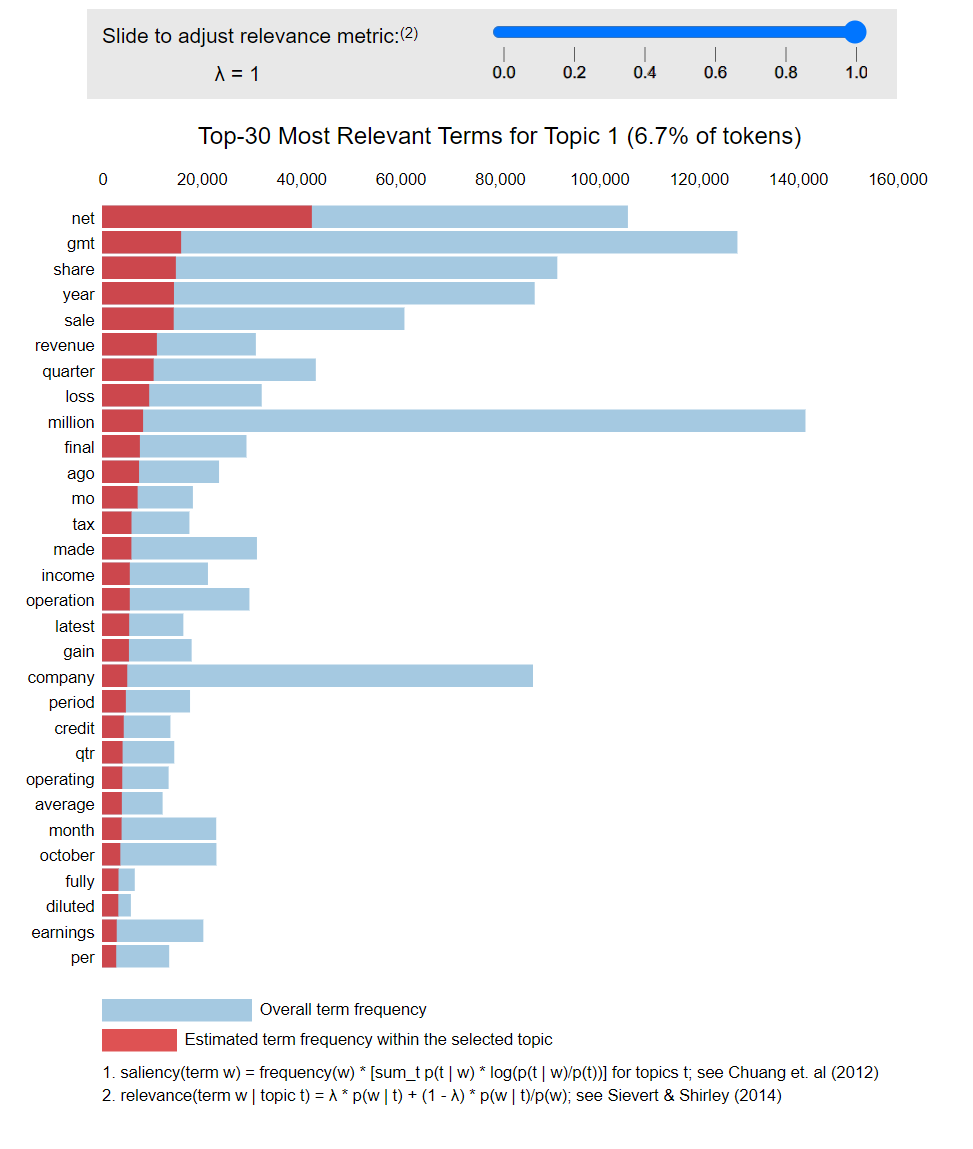 Slide to adjust relevance metric:(2)
λ = 1
0.0 0.2 0.4 0.6 0.8 1.0
Top-30 Most Relevant Terms for Topic 1 (6.7% of tokens)
0 20,000 40,000 60,000 80,000 100,000 120,000 140,000 160,000
net
gmt
share
year
sale
revenue
quarter
loss
million
final
ago
mo
tax
made
income
operation
latest
gain
company
period
credit
qtr
operating
average
month
october
fully
diluted
earnings
per
Overall term frequency
Estimated term frequency within the selected topic
1. saliency(term w) = frequency(w) * [sum_t p(t | w) * log(p(t | w)/p(t))] for topics t; see Chuang et. al (2012)
2. relevance(term w | topic t) = λ * p(w | t) + (1 - λ) * p(w | t)/p(w); see Sievert & Shirley (2014)